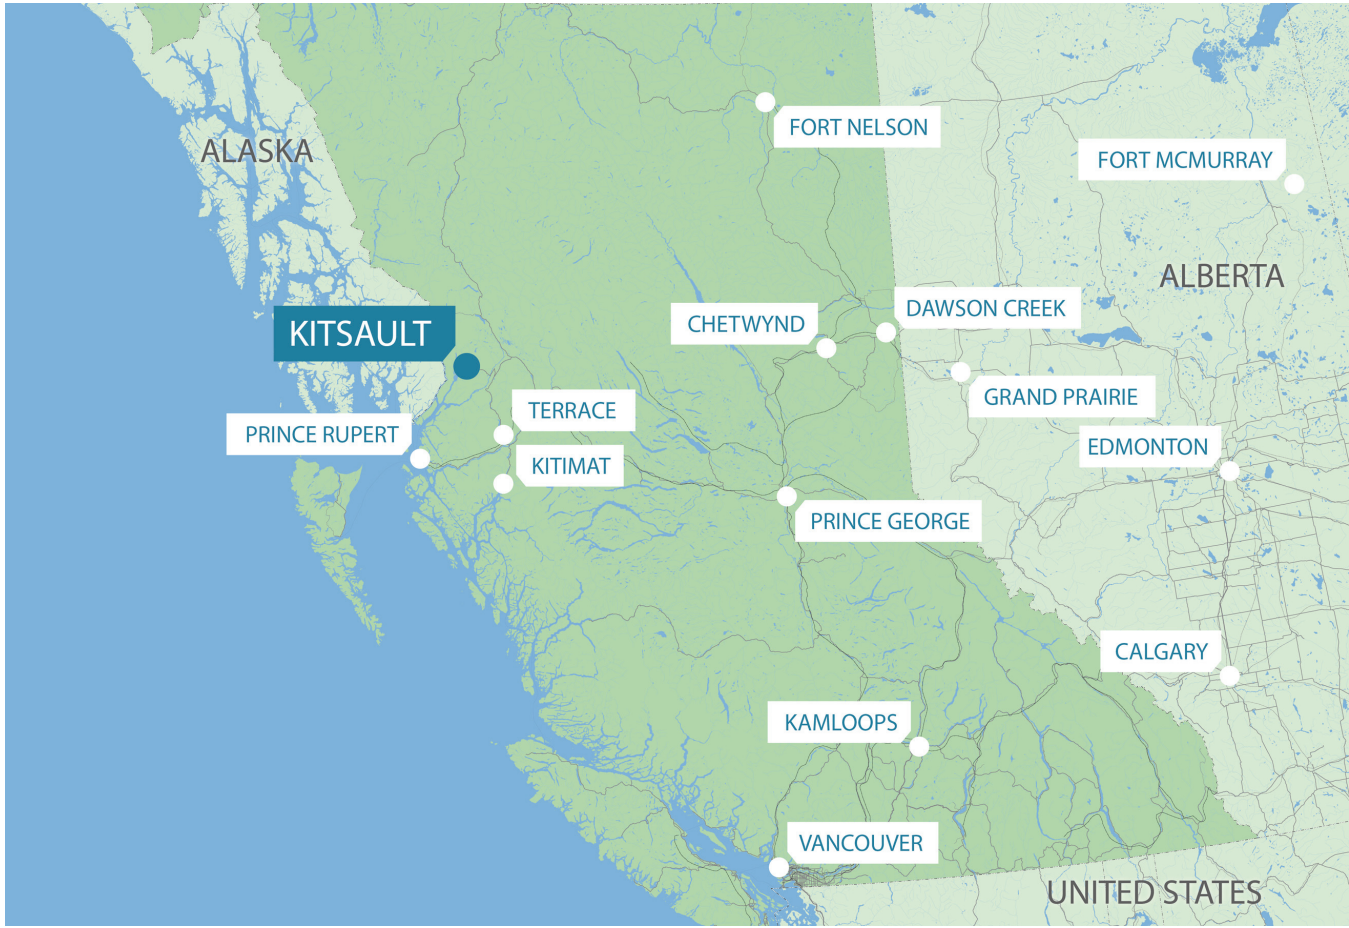 FORT NELSON
ALASKA
FORT MCMURRAY
ALBERTA
DAWSON CREEK
CHETWYND
KITSAULT
GRAND PRAIRIE
TERRACE
PRINCE RUPERT
EDMONTON
KITIMAT
PRINCE GEORGE
CALGARY
KAMLOOPS
VANCOUVER
UNITED STATES